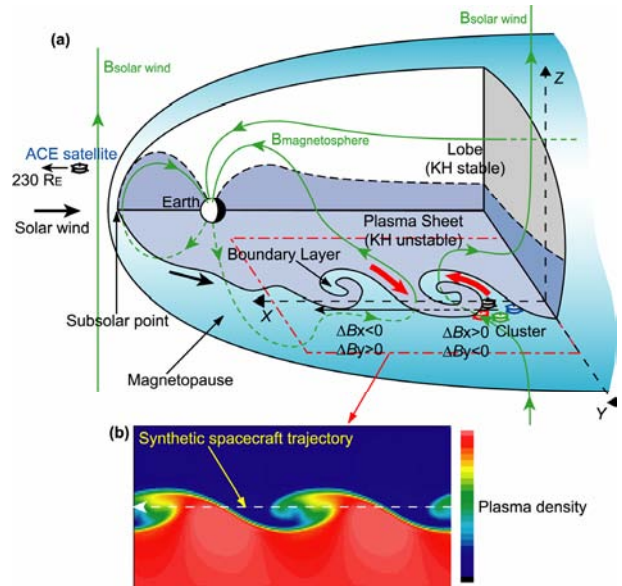 (a)
Bsolar wind
Bsolar wind
Z
ACE satellite
230 RE
Bmagnetosphere
Lobe
(KH stable)
Earth
Solar wind
Plasma Sheet
(KH unstable)
Boundary Layer
X
Subsolar point
Cluster
ΔBx<0
ΔBy>0
ΔBx>0
ΔBy<0
Magnetopause
Y
(b)
Synthetic spacecraft trajectory
Plasma density